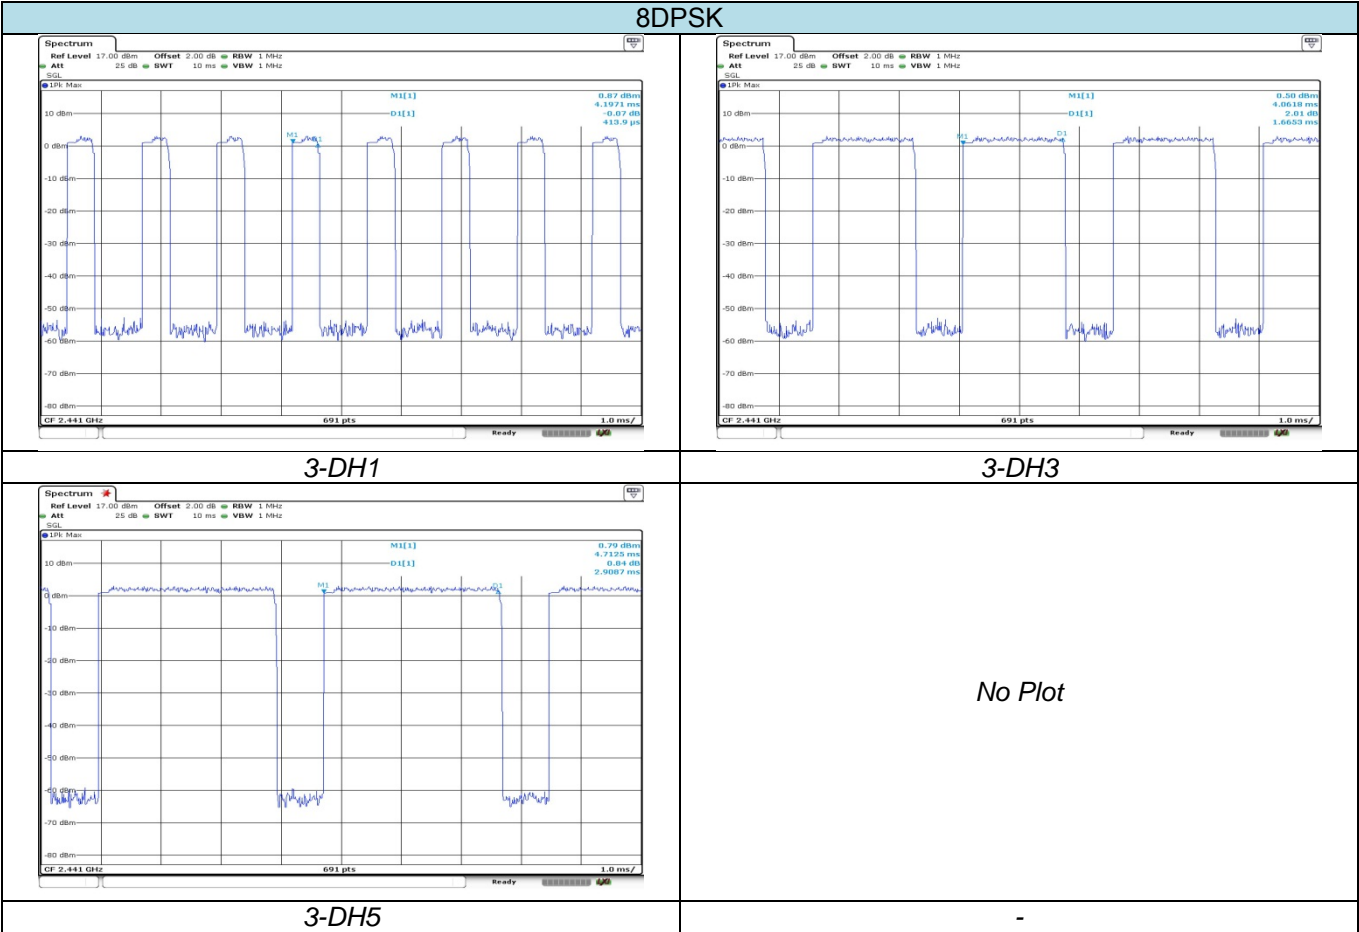 8DPSK
Spectrum
Ref Level 17.00 dBm Offset 2.00 dB RBW 1 MHz
Att 25 dB SWT 10 ms VBW 1 MHz
SGL
1Pk Max
M1[1] 0.87 dBm
4.1971 ms
D1[1] -0.07 dB
413.9 µs
10 dBm
M1 D1
0 dBm
-10 dBm
-20 dBm
-30 dBm
-40 dBm
-50 dBm
-60 dBm
-70 dBm
-80 dBm
CF 2.441 GHz 691 pts 1.0 ms/
Ready
3-DH1
Spectrum
Ref Level 17.00 dBm Offset 2.00 dB RBW 1 MHz
Att 25 dB SWT 10 ms VBW 1 MHz
SGL
1Pk Max
M1[1] 0.50 dBm
4.0618 ms
D1[1] 2.01 dB
1.6653 ms
10 dBm
M1 D1
0 dBm
-10 dBm
-20 dBm
-30 dBm
-40 dBm
-50 dBm
-60 dBm
-70 dBm
-80 dBm
CF 2.441 GHz 691 pts 1.0 ms/
Ready
3-DH3
Spectrum
Ref Level 17.00 dBm Offset 2.00 dB RBW 1 MHz
Att 25 dB SWT 10 ms VBW 1 MHz
SGL
1Pk Max
M1[1] 0.79 dBm
4.7125 ms
D1[1] 0.84 dB
2.9087 ms
10 dBm
M1 D1
0 dBm
-10 dBm
-20 dBm
-30 dBm
-40 dBm
-50 dBm
-60 dBm
-70 dBm
-80 dBm
CF 2.441 GHz 691 pts 1.0 ms/
Ready
3-DH5
No Plot
-